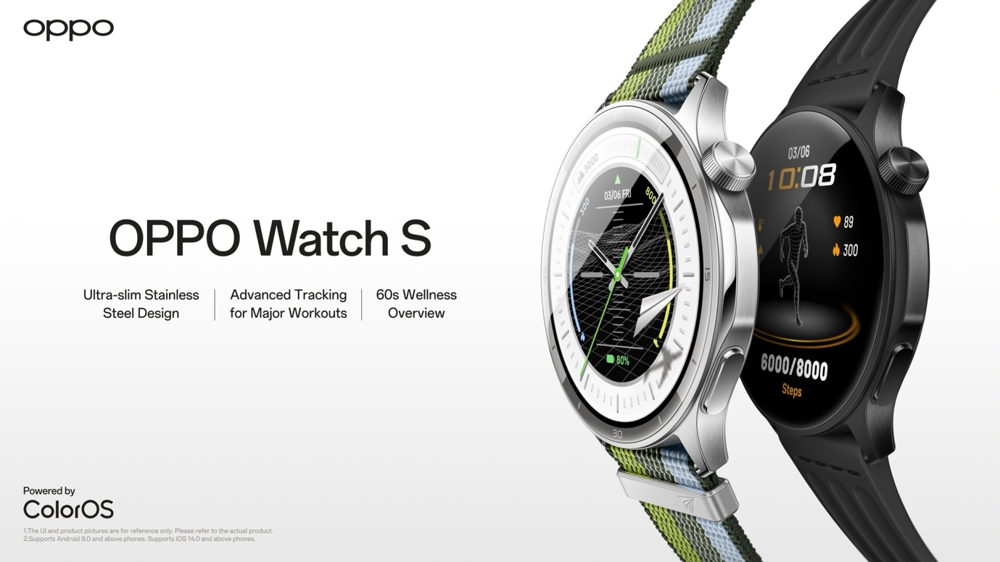 oppo
OPPO Watch S
Ultra-slim Stainless
Steel Design
Advanced Tracking
for Major Workouts
60s Wellness
Overview
60
3000
03/06 FRI
300
800
15
80%
30
03/06
10:08
89
300
6000/8000
Steps
Powered by
ColorOS
1.The UI and product pictures are for reference only. Please refer to the actual product.
2.Supports Android 9.0 and above phones. Supports iOS 14.0 and above phones.